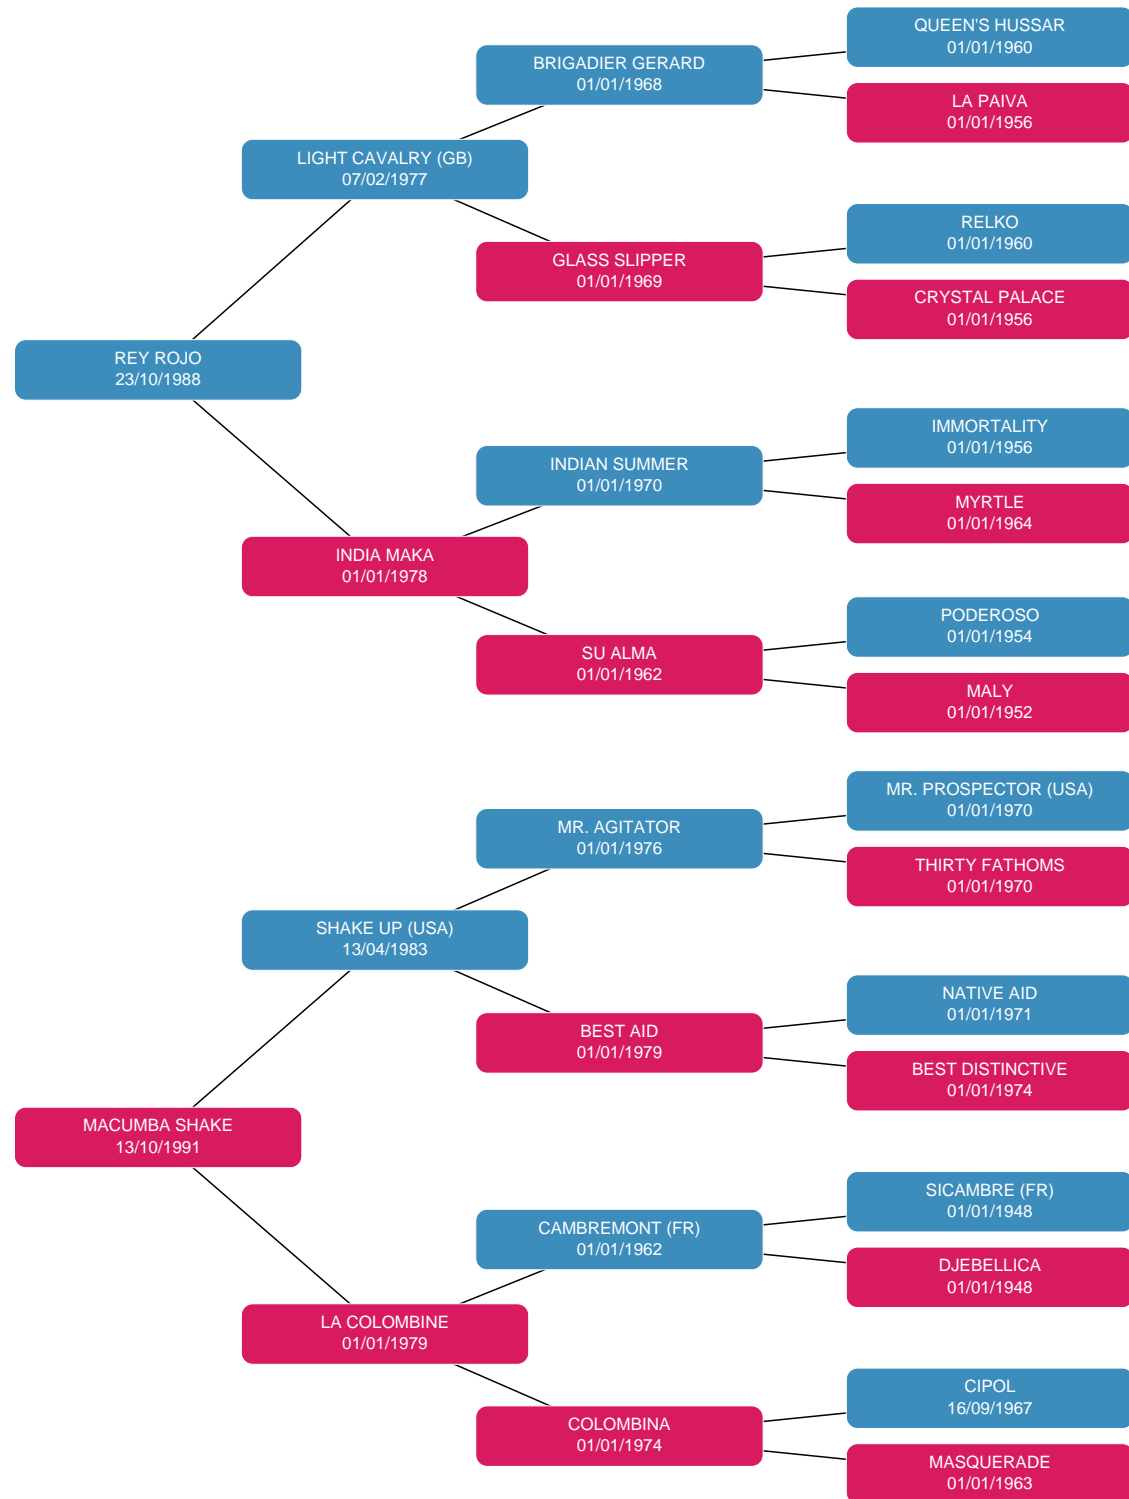 QUEEN'S HUSSAR
01/01/1960
BRIGADIER GERARD
01/01/1968
LA PAIVA
01/01/1956
LIGHT CAVALRY (GB)
07/02/1977
RELKO
01/01/1960
GLASS SLIPPER
01/01/1969
CRYSTAL PALACE
01/01/1956
REY ROJO
23/10/1988
IMMORTALITY
01/01/1956
INDIAN SUMMER
01/01/1970
MYRTLE
01/01/1964
INDIA MAKA
01/01/1978
PODEROSO
01/01/1954
SU ALMA
01/01/1962
MALY
01/01/1952
MR. PROSPECTOR (USA)
01/01/1970
MR. AGITATOR
01/01/1976
THIRTY FATHOMS
01/01/1970
SHAKE UP (USA)
13/04/1983
NATIVE AID
01/01/1971
BEST AID
01/01/1979
BEST DISTINCTIVE
01/01/1974
MACUMBA SHAKE
13/10/1991
SICAMBRE (FR)
01/01/1948
CAMBREMONT (FR)
01/01/1962
DJEBELLICA
01/01/1948
LA COLOMBINE
01/01/1979
CIPOL
16/09/1967
COLOMBINA
01/01/1974
MASQUERADE
01/01/1963